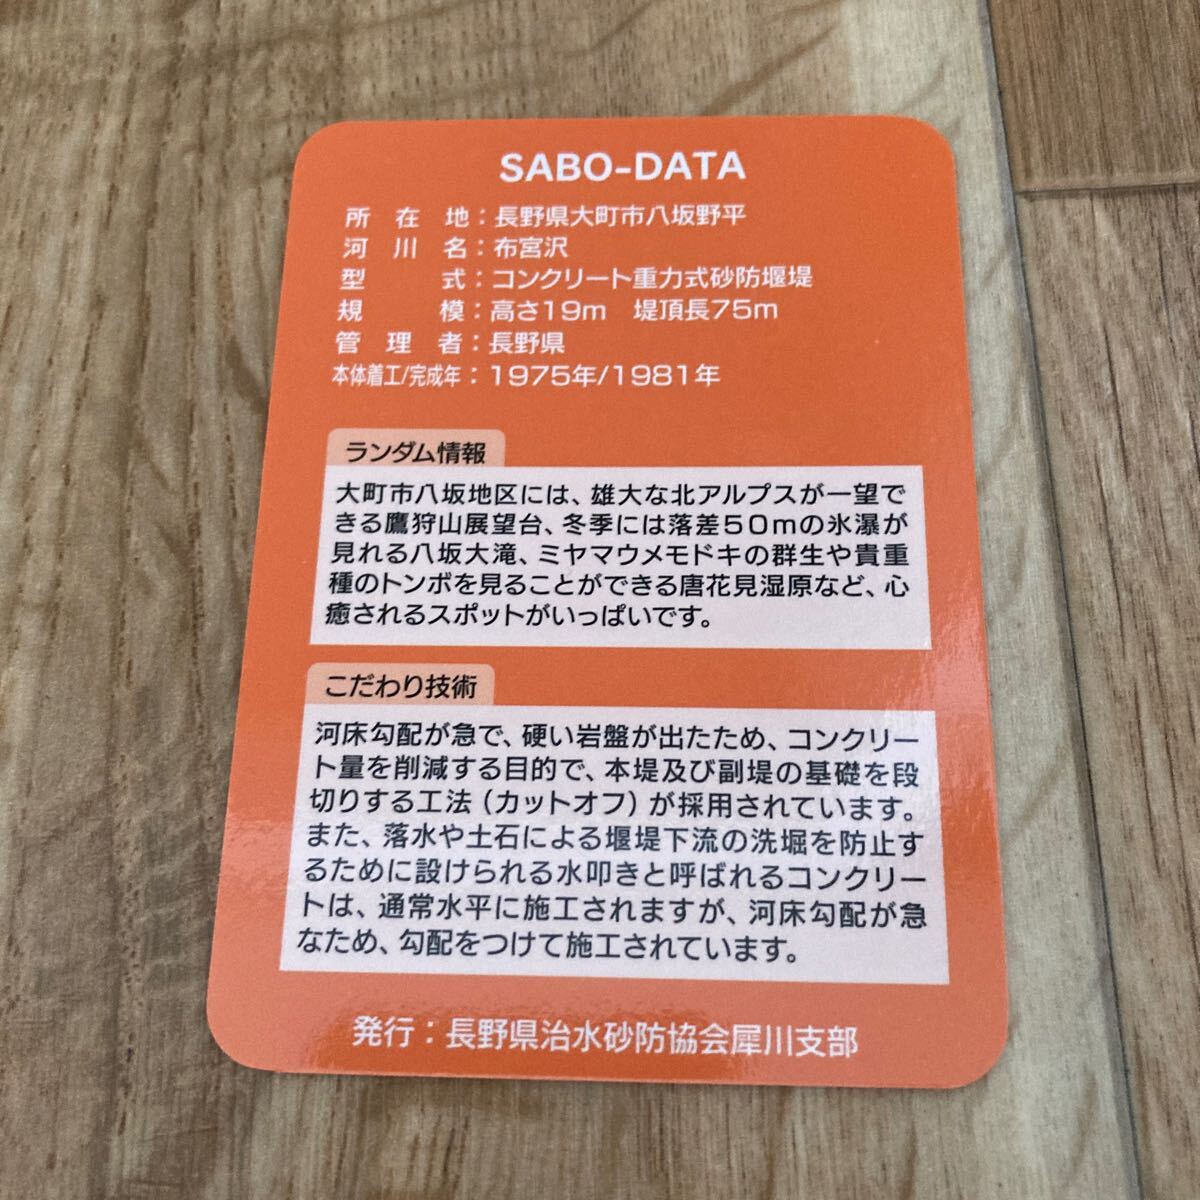 SABO-DATA
所在地：長野県大町市八坂野平
河川名：布宮沢
型式：コンクリート重力式砂防堰堤
規模：高さ19m　堤頂長75m
管理者：長野県
本体着工/完成年：1975年/1981年
ランダム情報
大町市八坂地区には、雄大な北アルプスが一望で
きる鷹狩山展望台、冬季には落差50mの氷瀑が
見れる八坂大滝、ミヤマウメモドキの群生や貴重
種のトンボを見ることができる唐花見湿原など、心
癒されるスポットがいっぱいです。
こだわり技術
河床勾配が急で、硬い岩盤が出たため、コンクリー
ト量を削減する目的で、本堤及び副堤の基礎を段
切りする工法（カットオフ）が採用されています。
また、落水や土石による堰堤下流の洗堀を防止す
るために設けられる水叩きと呼ばれるコンクリー
トは、通常水平に施工されますが、河床勾配が急
なため、勾配をつけて施工されています。
発行：長野県治水砂防協会犀川支部